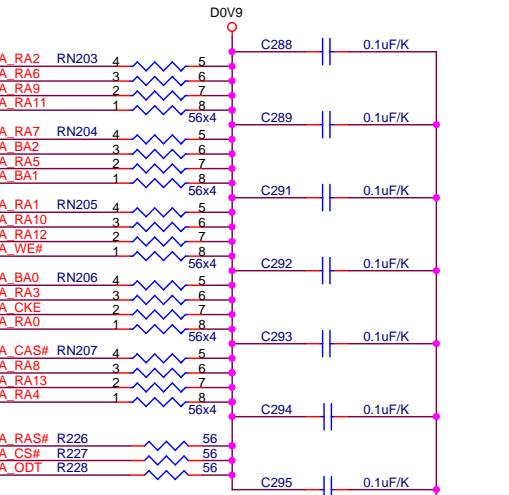 D0V9
C288 0.1uF/K
A_RA2 RN203 4 5
A_RA6 3 6
A_RA9 2 7
A_RA11 1 8
56x4
C289 0.1uF/K
A_RA7 RN204 4 5
A_BA2 3 6
A_RA5 2 7
A_BA1 1 8
56x4
C291 0.1uF/K
A_RA1 RN205 4 5
A_RA10 3 6
A_RA12 2 7
A_WE# 1 8
56x4
C292 0.1uF/K
A_BA0 RN206 4 5
A_RA3 3 6
A_CKE 2 7
A_RA0 1 8
56x4
C293 0.1uF/K
A_CAS# RN207 4 5
A_RA8 3 6
A_RA13 2 7
A_RA4 1 8
56x4
C294 0.1uF/K
A_RAS# R226 56
A_CS# R227 56
A_ODT R228 56
C295 0.1uF/K